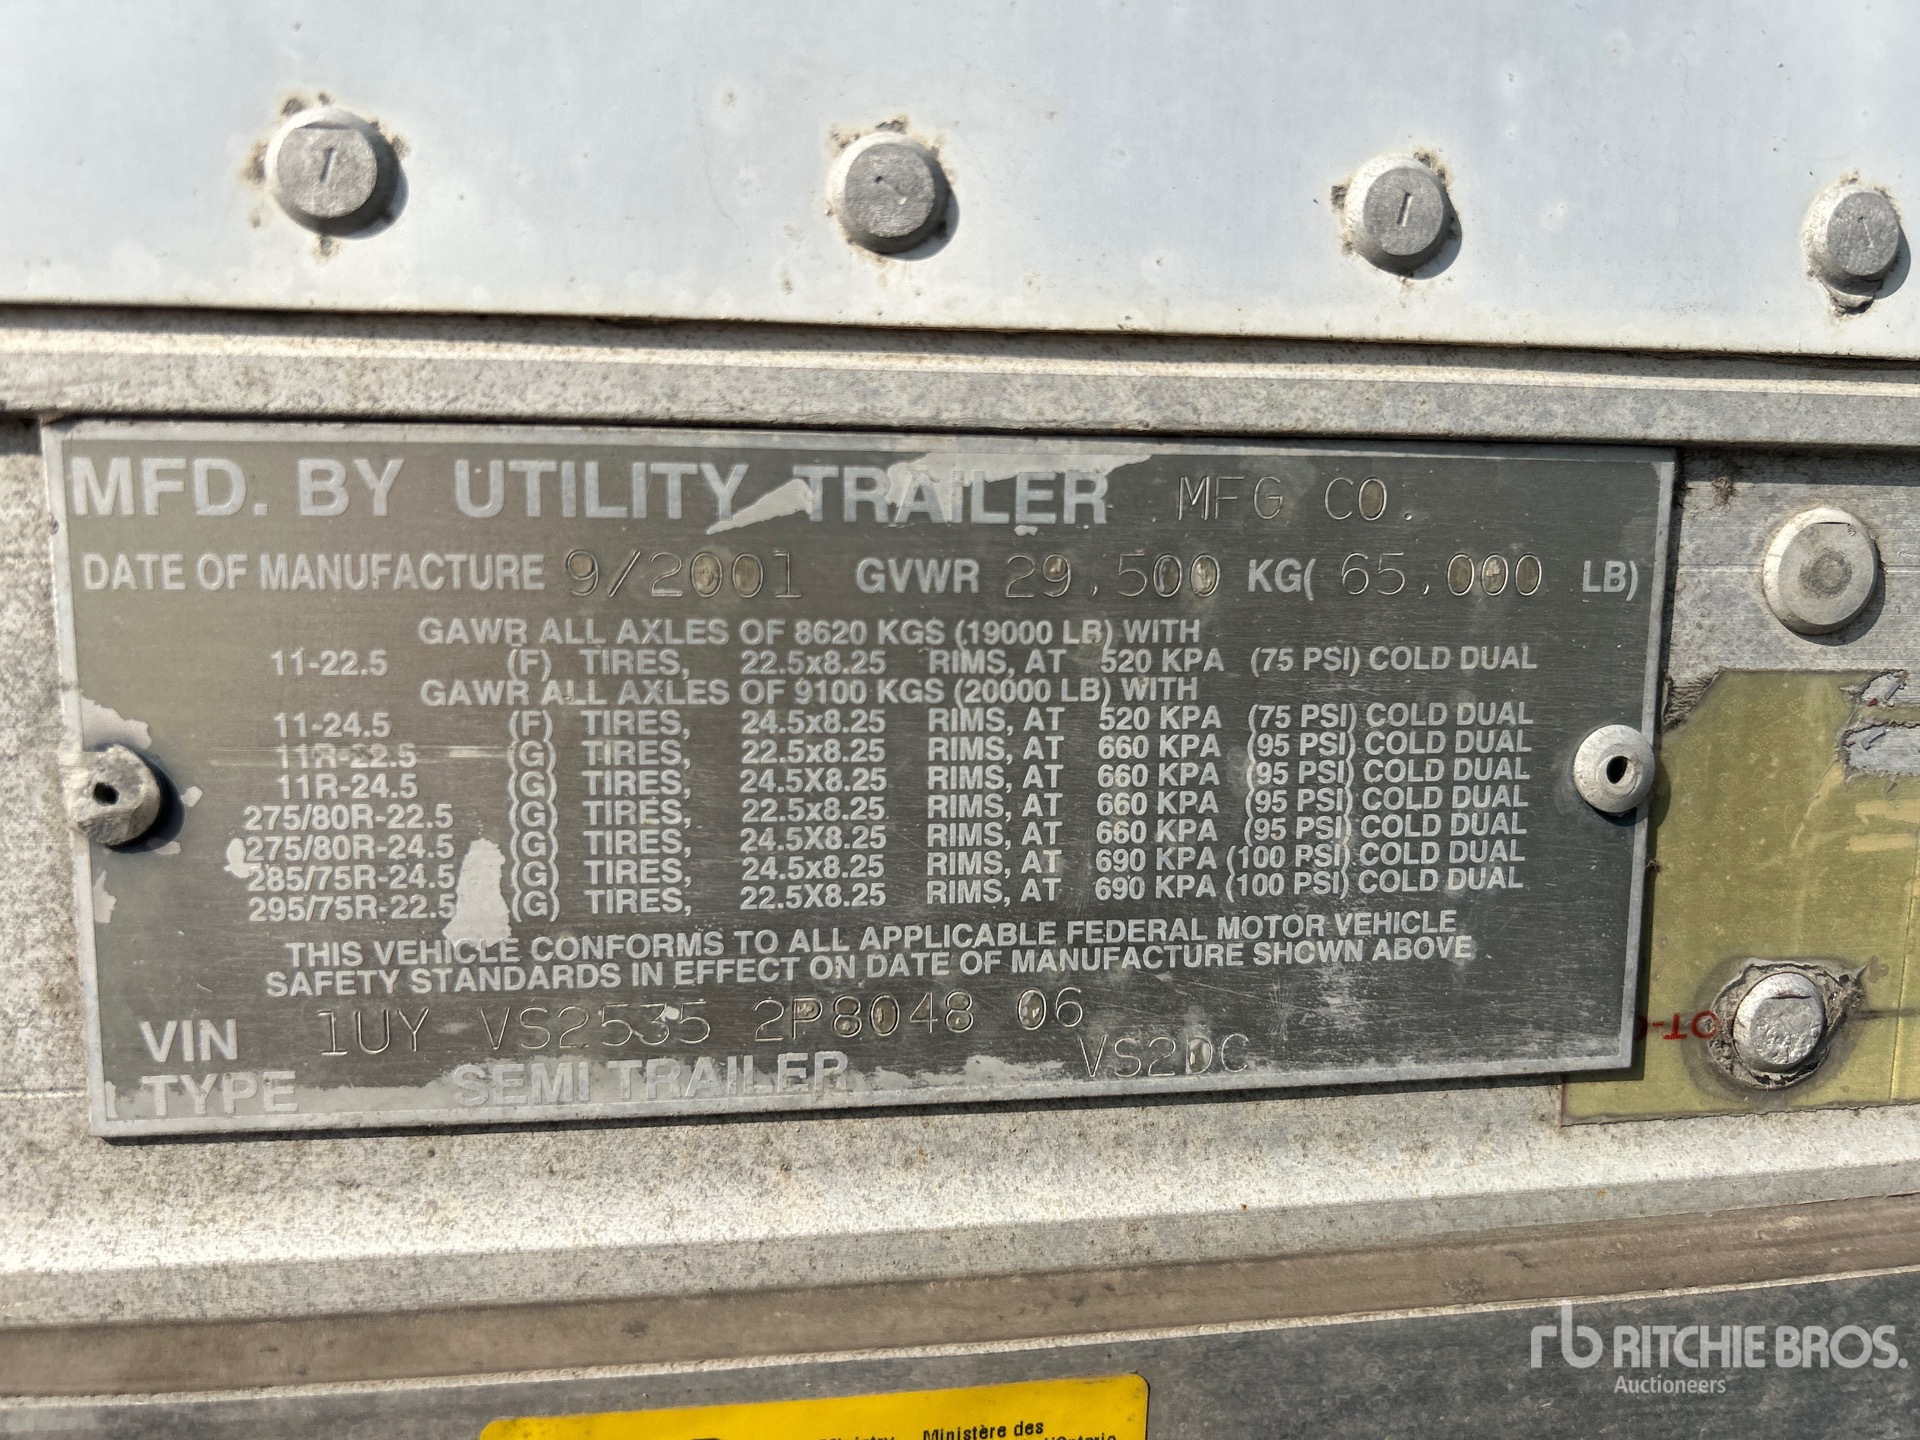 MFD. BY UTILITY TRAILER MFG CO.
DATE OF MANUFACTURE 9/2001 GVWR 29,500 KG( 65,000 LB)
GAWR ALL AXLES OF 8620 KGS (19000 LB) WITH
11-22.5 (F) TIRES, 22.5x8.25 RIMS, AT 520 KPA (75 PSI) COLD DUAL
GAWR ALL AXLES OF 9100 KGS (20000 LB) WITH
11-24.5 (F) TIRES, 24.5x8.25 RIMS, AT 520 KPA (75 PSI) COLD DUAL
11R-22.5 (G) TIRES, 22.5x8.25 RIMS, AT 660 KPA (95 PSI) COLD DUAL
11R-24.5 (G) TIRES, 24.5X8.25 RIMS, AT 660 KPA (95 PSI) COLD DUAL
275/80R-22.5 (G) TIRES, 22.5x8.25 RIMS, AT 660 KPA (95 PSI) COLD DUAL
275/80R-24.5 (G) TIRES, 24.5X8.25 RIMS, AT 660 KPA (95 PSI) COLD DUAL
285/75R-24.5 (G) TIRES, 24.5x8.25 RIMS, AT 690 KPA (100 PSI) COLD DUAL
295/75R-22.5 (G) TIRES, 22.5X8.25 RIMS, AT 690 KPA (100 PSI) COLD DUAL
THIS VEHICLE CONFORMS TO ALL APPLICABLE FEDERAL MOTOR VEHICLE
SAFETY STANDARDS IN EFFECT ON DATE OF MANUFACTURE SHOWN ABOVE
VIN 1UY VS2535 2P8048 06
TYPE SEMI TRAILER VS2DC
OT-
rb RITCHIE BROS.
Auctioneers
Ministère des